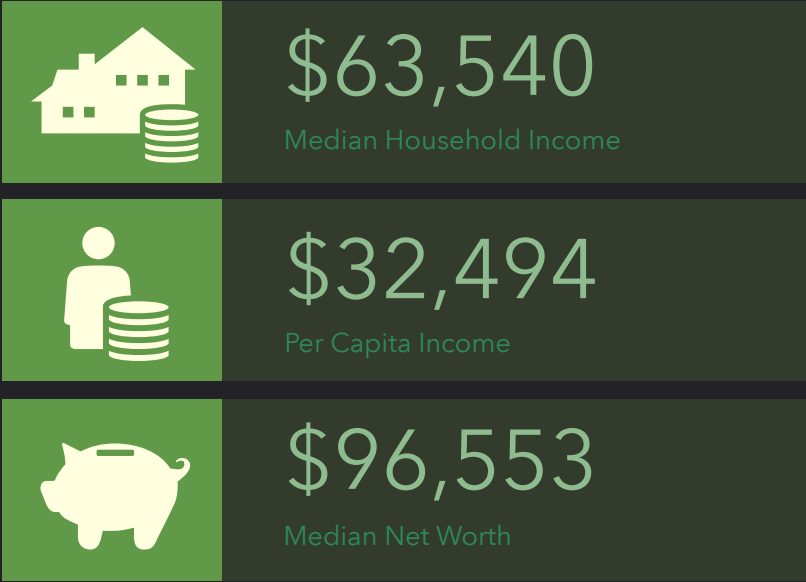 $63,540
Median Household Income
$32,494
Per Capita Income
$96,553
Median Net Worth